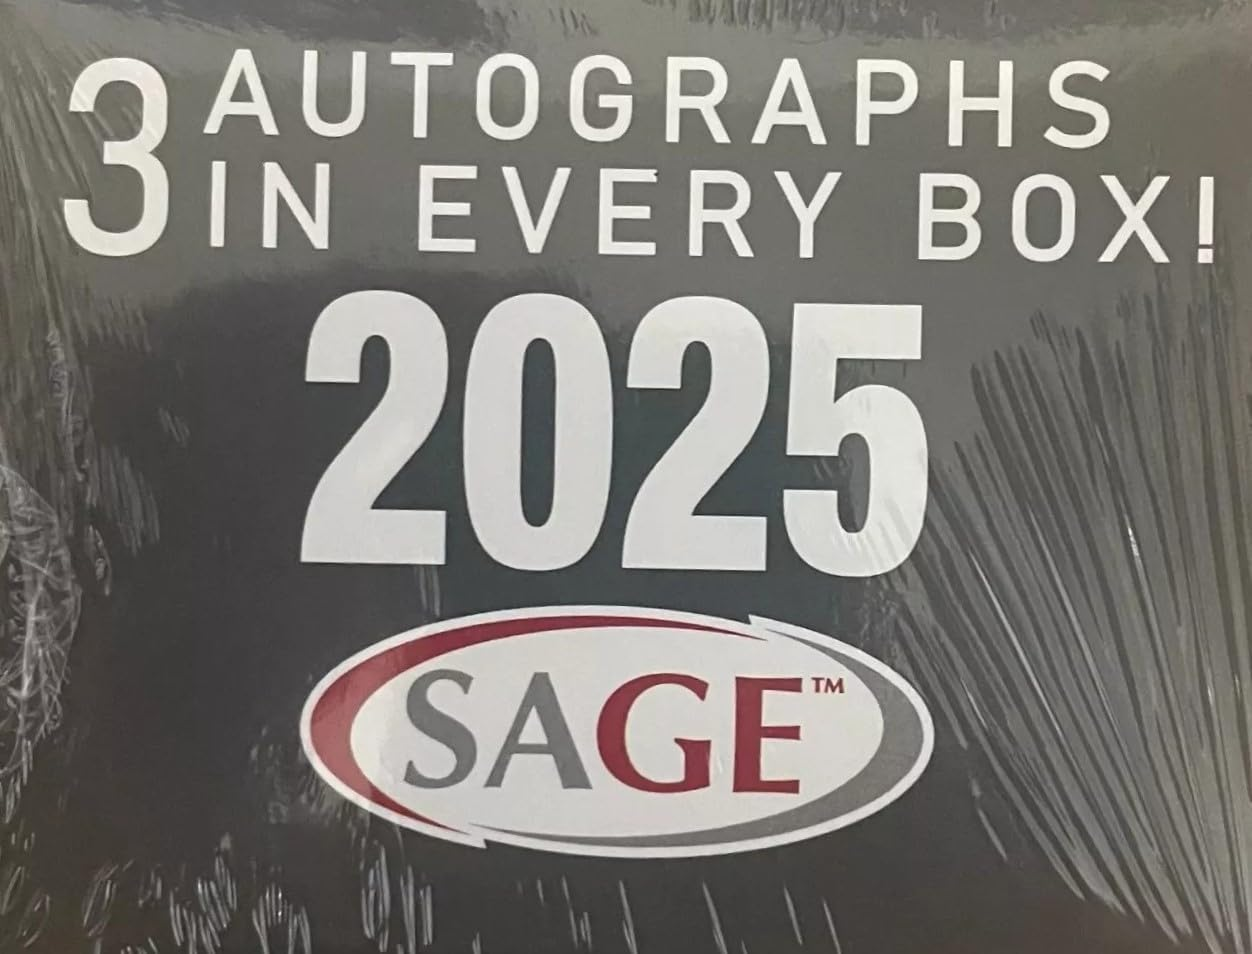 3 AUTOGRAPHS
IN EVERY BOX!
2025
SAGE™